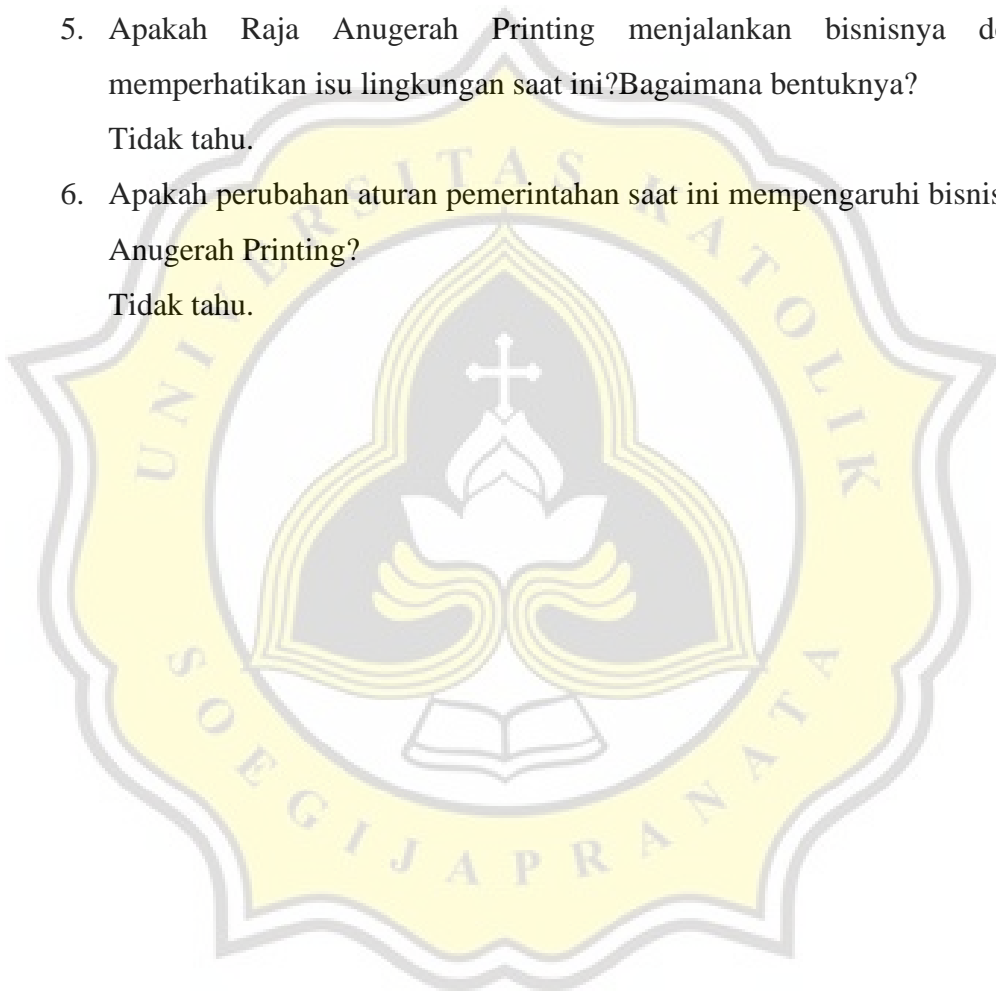 5. Apakah Raja Anugerah Printing menjalankan bisnisnya
memperhatikan isu lingkungan saat ini?Bagaimana bentuknya?
Tidak tahu.
6. Apakah perubahan aturan pemerintahan saat ini mempengaruhi bisnis
Anugerah Printing?
Tidak tahu.
UNIVERSITAS KATOLIK
SOEGIJAPRANATA